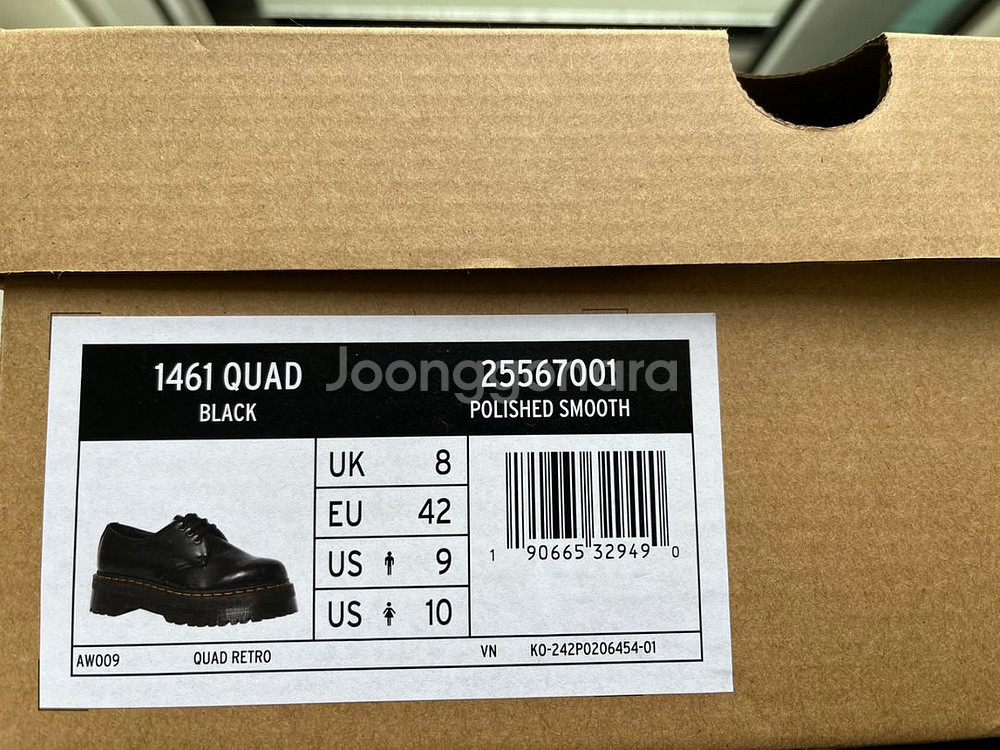 1461 QUAD
BLACK
25567001
POLISHED SMOOTH
Joonggonara
UK 8
EU 42
US 9
US 10
1 90665 32949 0
AW009 QUAD RETRO VN KO-242P0206454-01